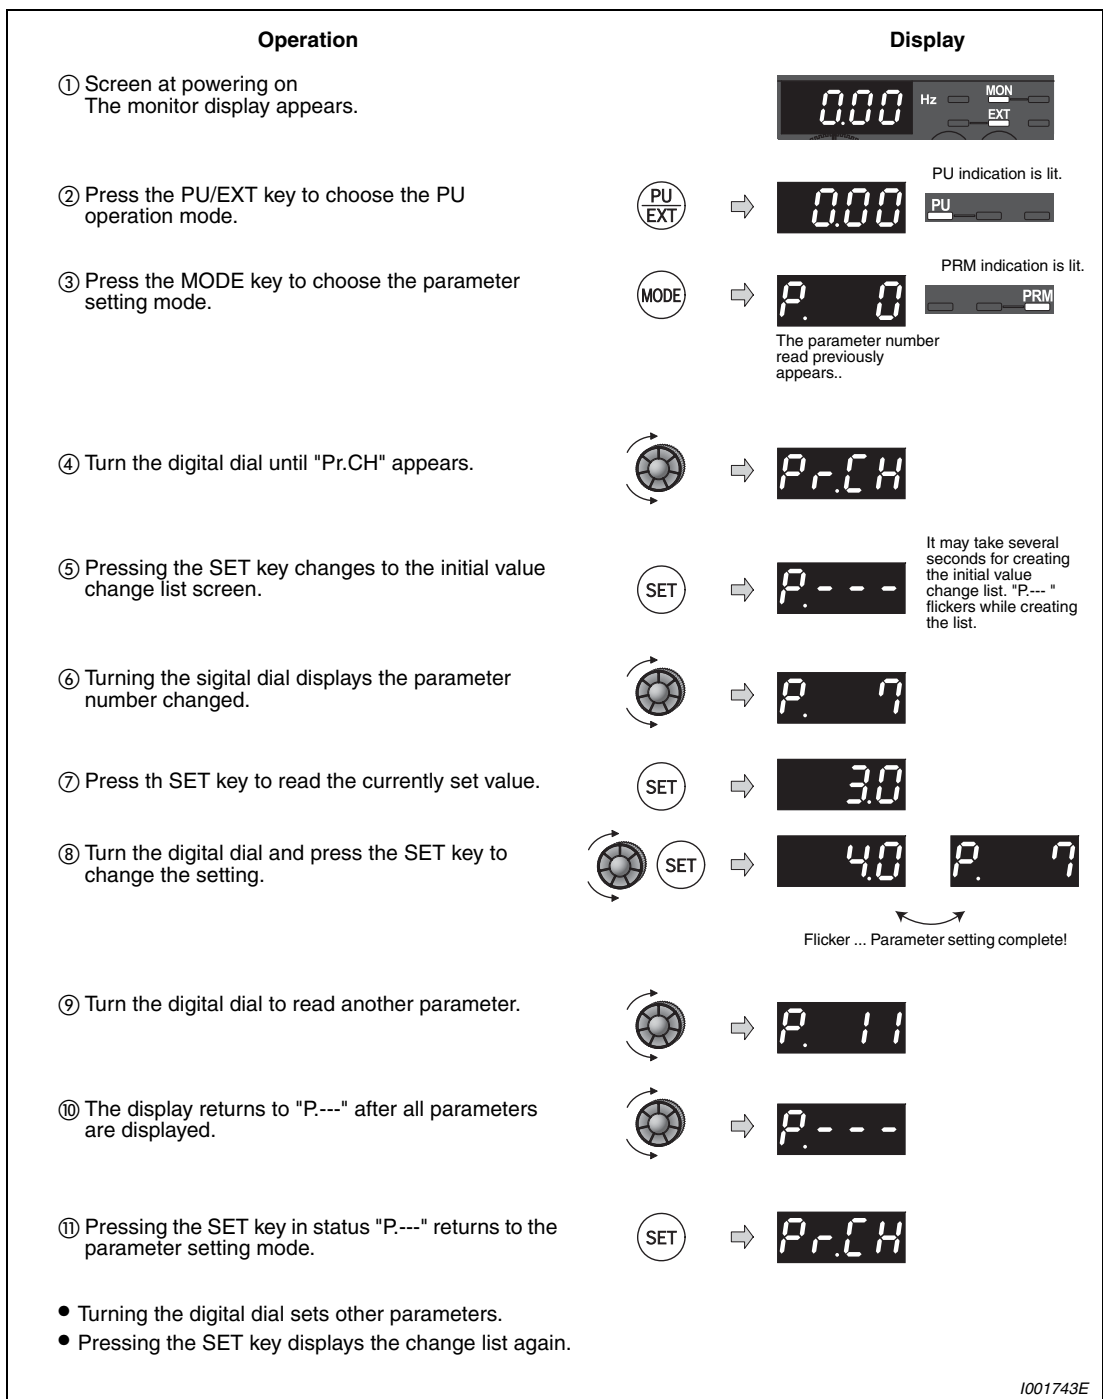 Operation
Display
① Screen at powering on
The monitor display appears.
0.00 Hz MON
EXT
② Press the PU/EXT key to choose the PU
operation mode.
PU
EXT
0.00
PU indication is lit.
PU
③ Press the MODE key to choose the parameter
setting mode.
MODE
P. 0
PRM indication is lit.
PRM
The parameter number
read previously
appears..
④ Turn the digital dial until "Pr.CH" appears.
Pr.CH
⑤ Pressing the SET key changes to the initial value
change list screen.
SET
P.---
It may take several
seconds for creating
the initial value
change list. "P.--- "
flickers while creating
the list.
⑥ Turning the sigital dial displays the parameter
number changed.
P. 7
⑦ Press th SET key to read the currently set value.
SET
3.0
⑧ Turn the digital dial and press the SET key to
change the setting.
SET
4.0
P. 7
Flicker ... Parameter setting complete!
⑨ Turn the digital dial to read another parameter.
P. 11
⑩ The display returns to "P.---" after all parameters
are displayed.
P.---
⑪ Pressing the SET key in status "P.---" returns to the
parameter setting mode.
SET
Pr.CH
● Turning the digital dial sets other parameters.
● Pressing the SET key displays the change list again.
I001743E